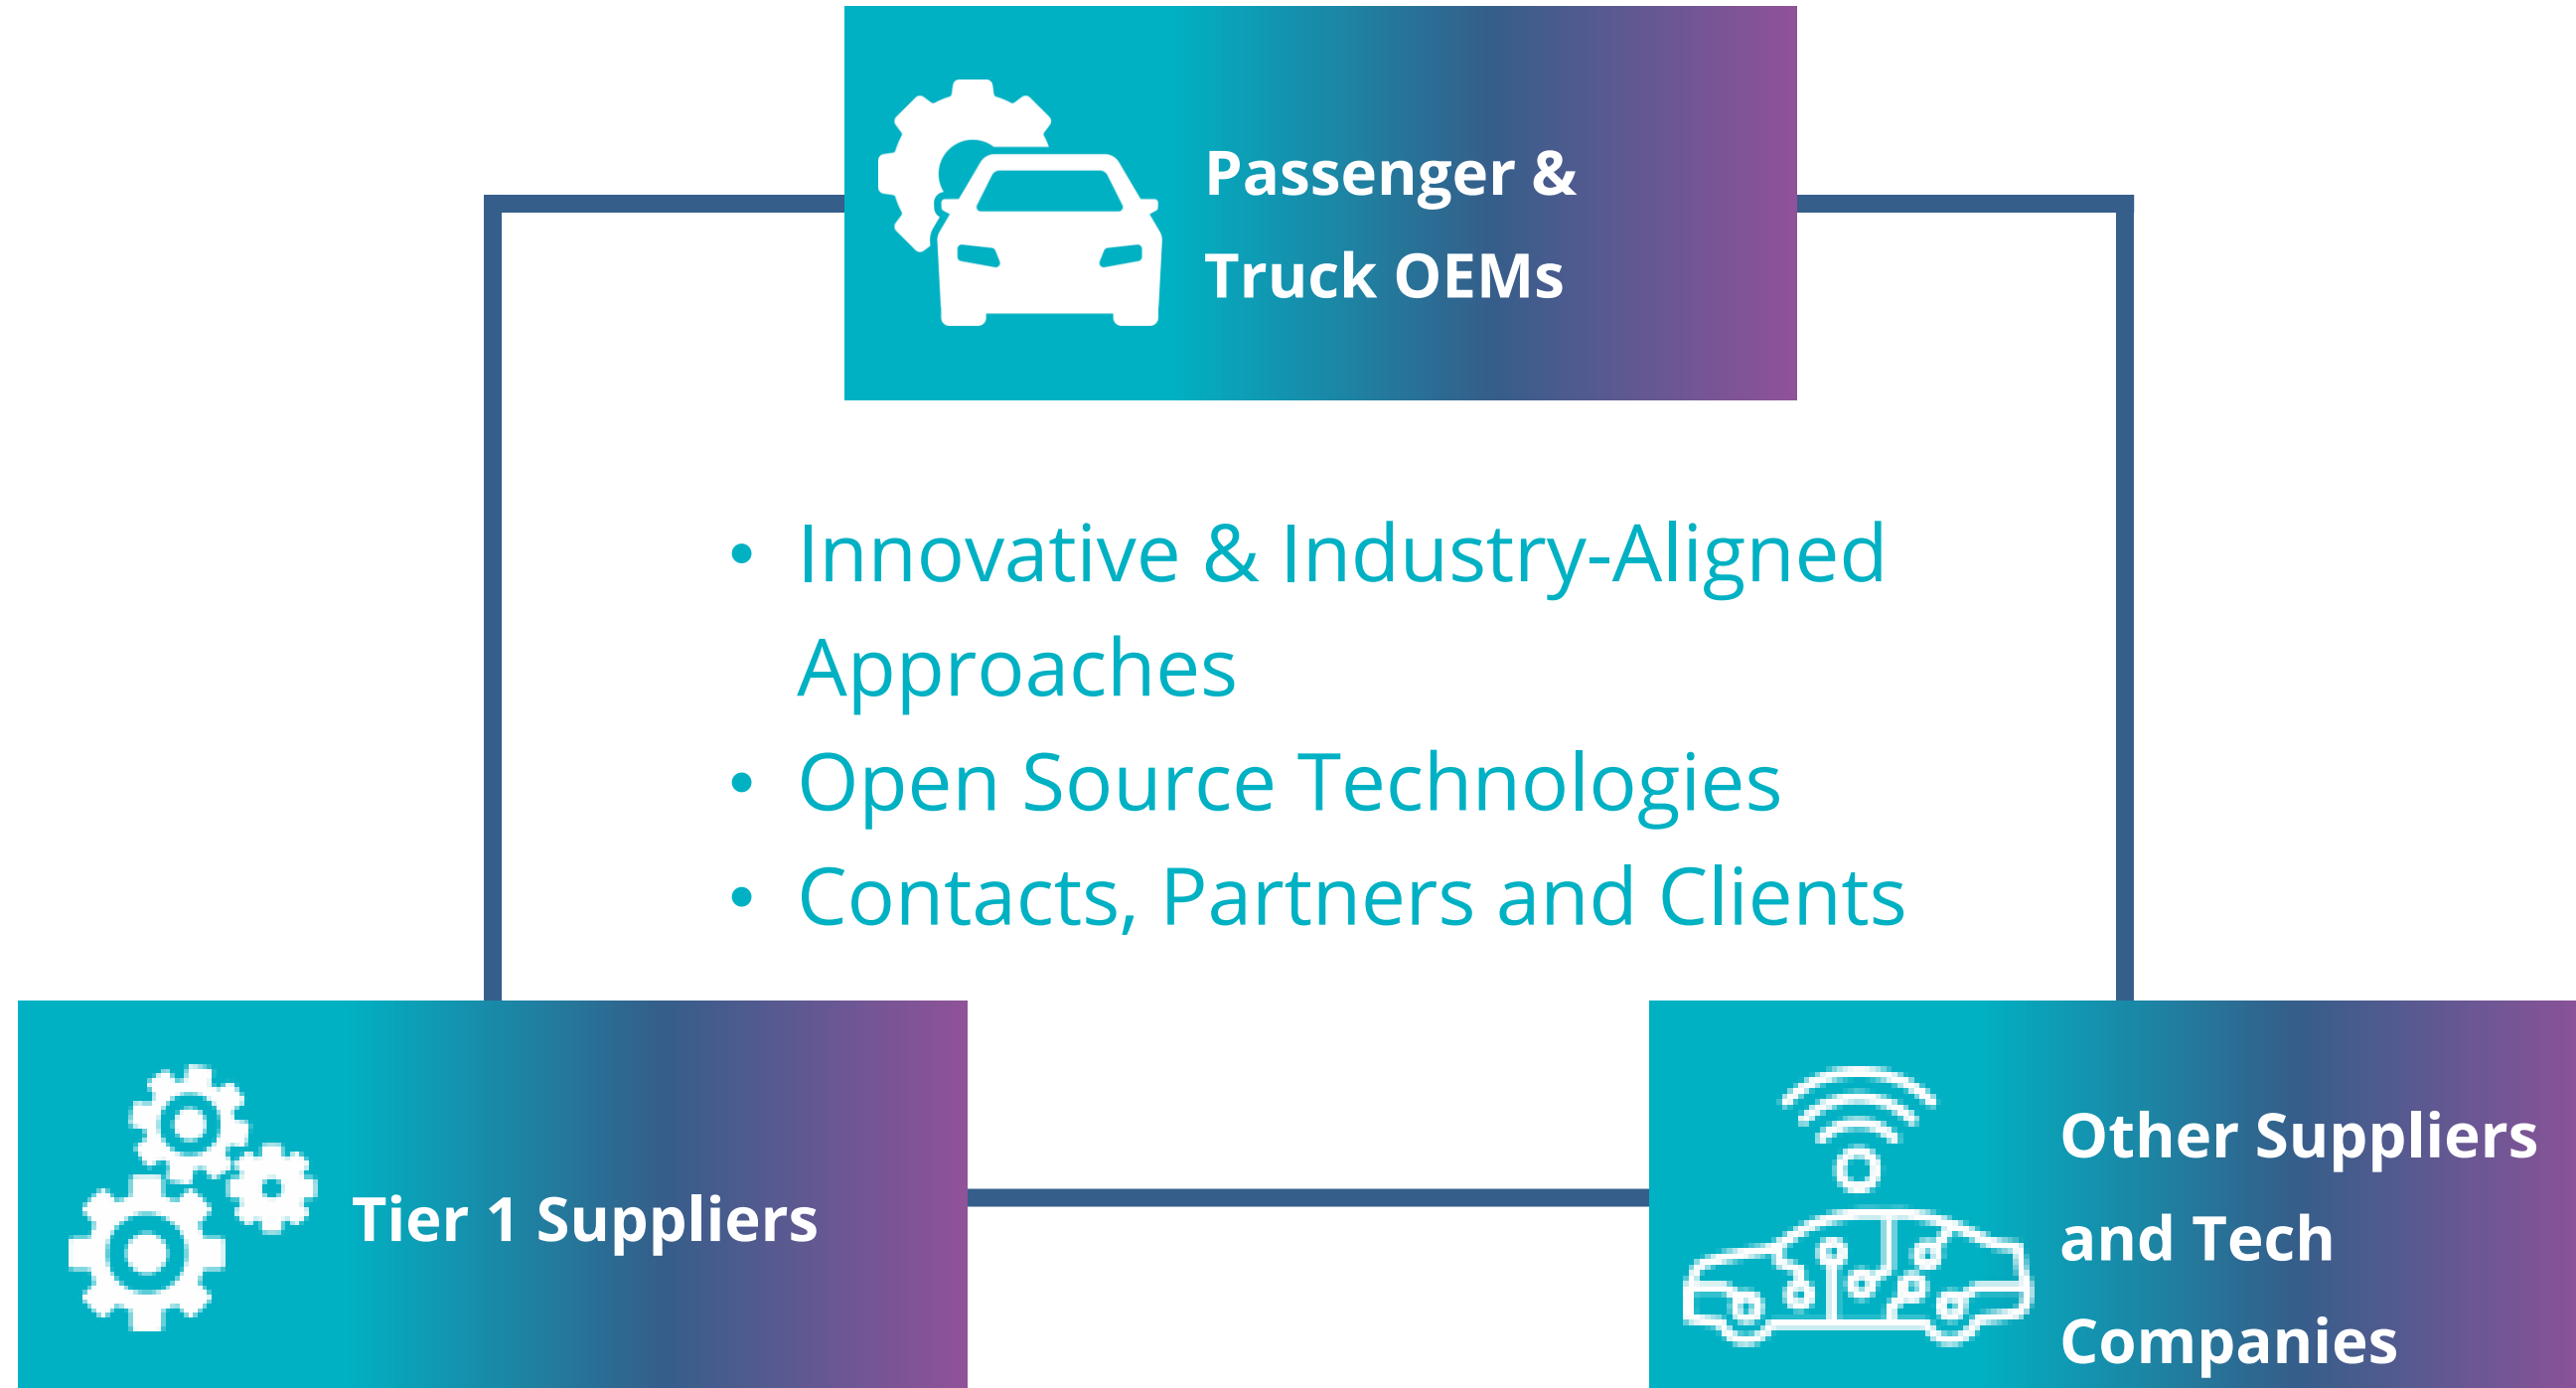 Passenger &
Truck OEMs
• Innovative & Industry-Aligned
Approaches
• Open Source Technologies
• Contacts, Partners and Clients
Tier 1 Suppliers
Other Suppliers
and Tech
Companies